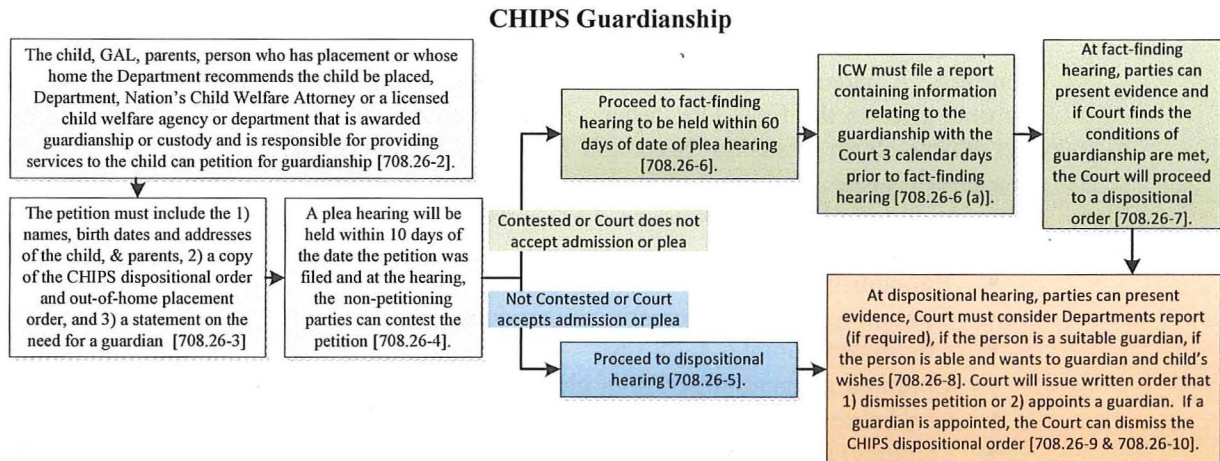 CHIPS Guardianship
The child, GAL, parents, person who has placement or whose
home the Department recommends the child be placed,
Department, Nation's Child Welfare Attorney or a licensed
child welfare agency or department that is awarded
guardianship or custody and is responsible for providing
services to the child can petition for guardianship [708.26-2].
The petition must include the 1)
names, birth dates and addresses
of the child, & parents, 2) a copy
of the CHIPS dispositional order
and out-of-home placement
order, and 3) a statement on the
need for a guardian [708.26-3]
A plea hearing will be
held within 10 days of
the date the petition was
filed and at the hearing,
the non-petitioning
parties can contest the
petition [708.26-4].
Contested or Court does not
accept admission or plea
Proceed to fact-finding
hearing to be held within 60
days of date of plea hearing
[708.26-6].
ICW must file a report
containing information
relating to the
guardianship with the
Court 3 calendar days
prior to fact-finding
hearing [708.26-6 (a)].
At fact-finding
hearing, parties can
present evidence and
if Court finds the
conditions of
guardianship are met,
the Court will proceed
to a dispositional
order [708.26-7].
Not Contested or Court
accepts admission or plea
Proceed to dispositional
hearing [708.26-5].
At dispositional hearing, parties can present
evidence, Court must consider Departments report
(if required), if the person is a suitable guardian, if
the person is able and wants to guardian and child's
wishes [708.26-8]. Court will issue written order that
1) dismisses petition or 2) appoints a guardian. If a
guardian is appointed, the Court can dismiss the
CHIPS dispositional order [708.26-9 & 708.26-10].